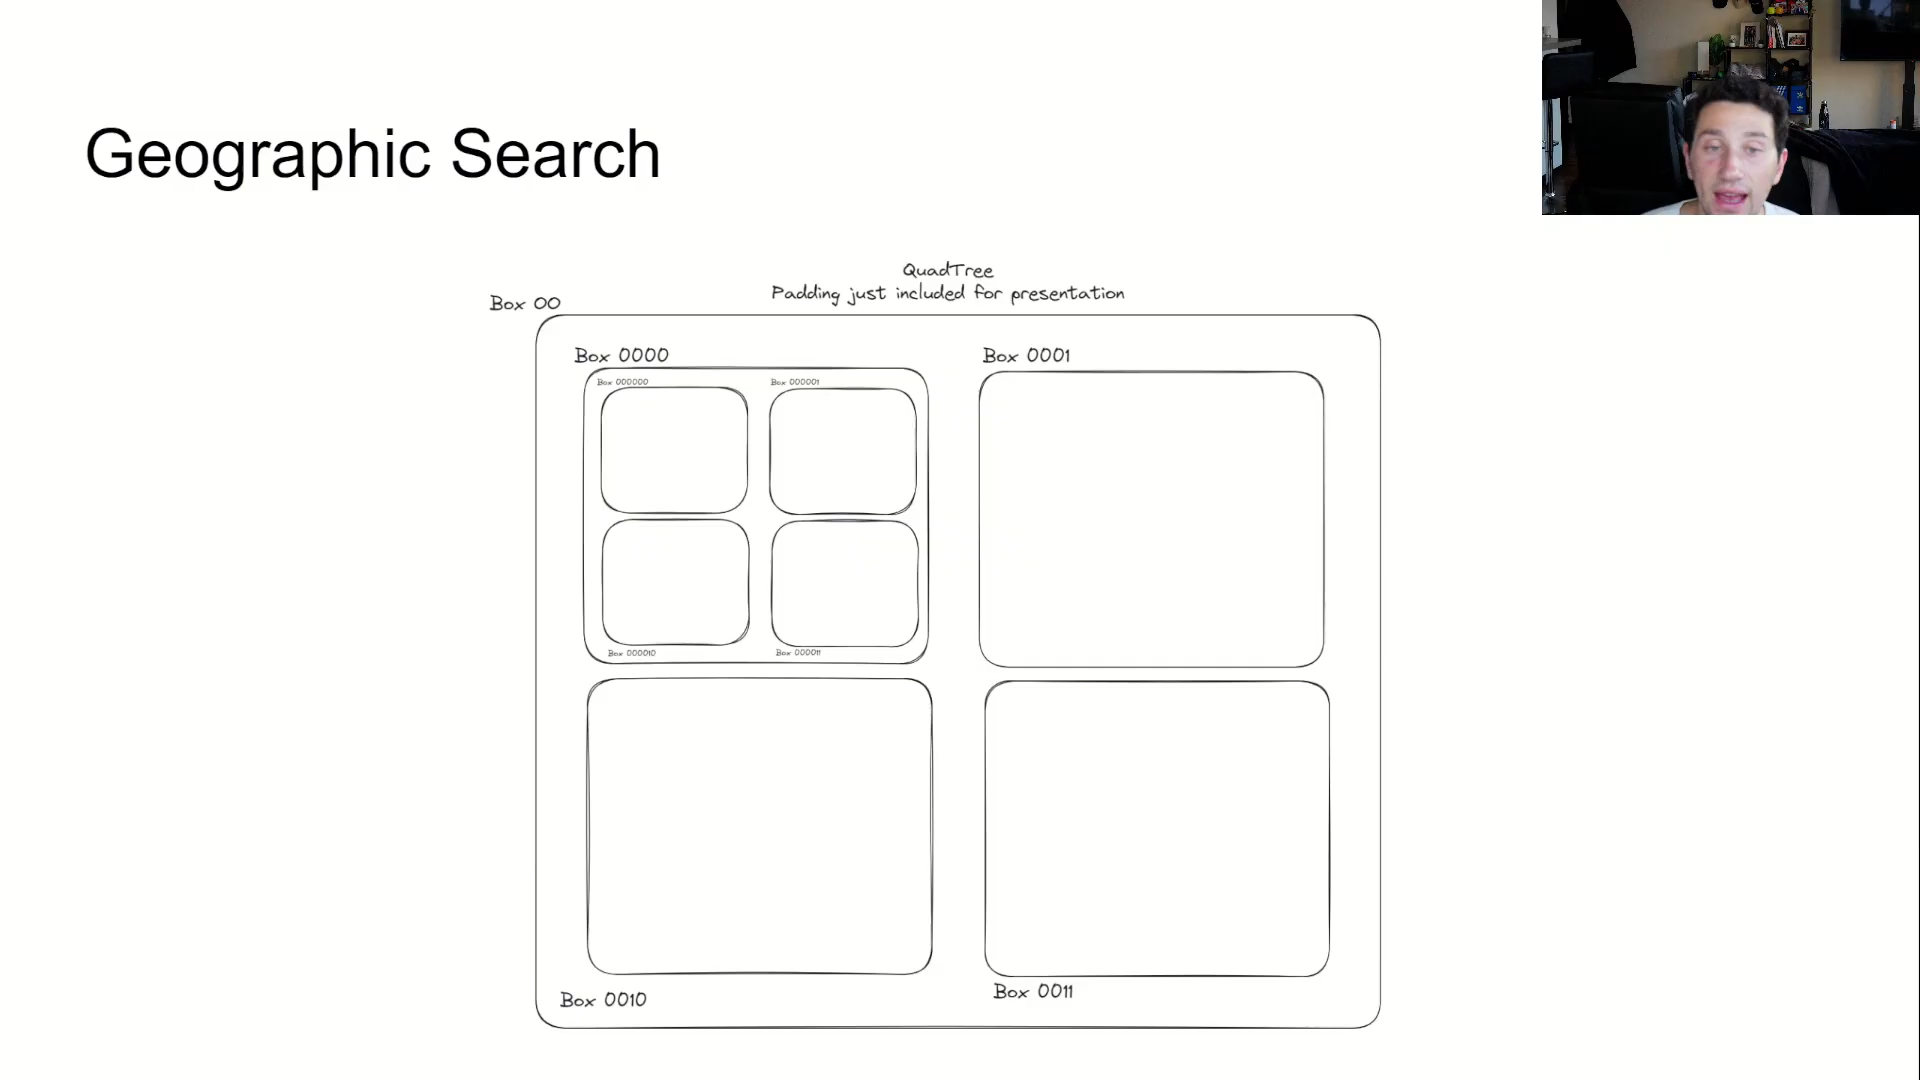 Geographic Search
QuadTree
Padding just included for presentation
Box 00
Box 0000
Box 0001
Box 000000
Box 000001
Box 000010
Box 000011
Box 0010
Box 0011